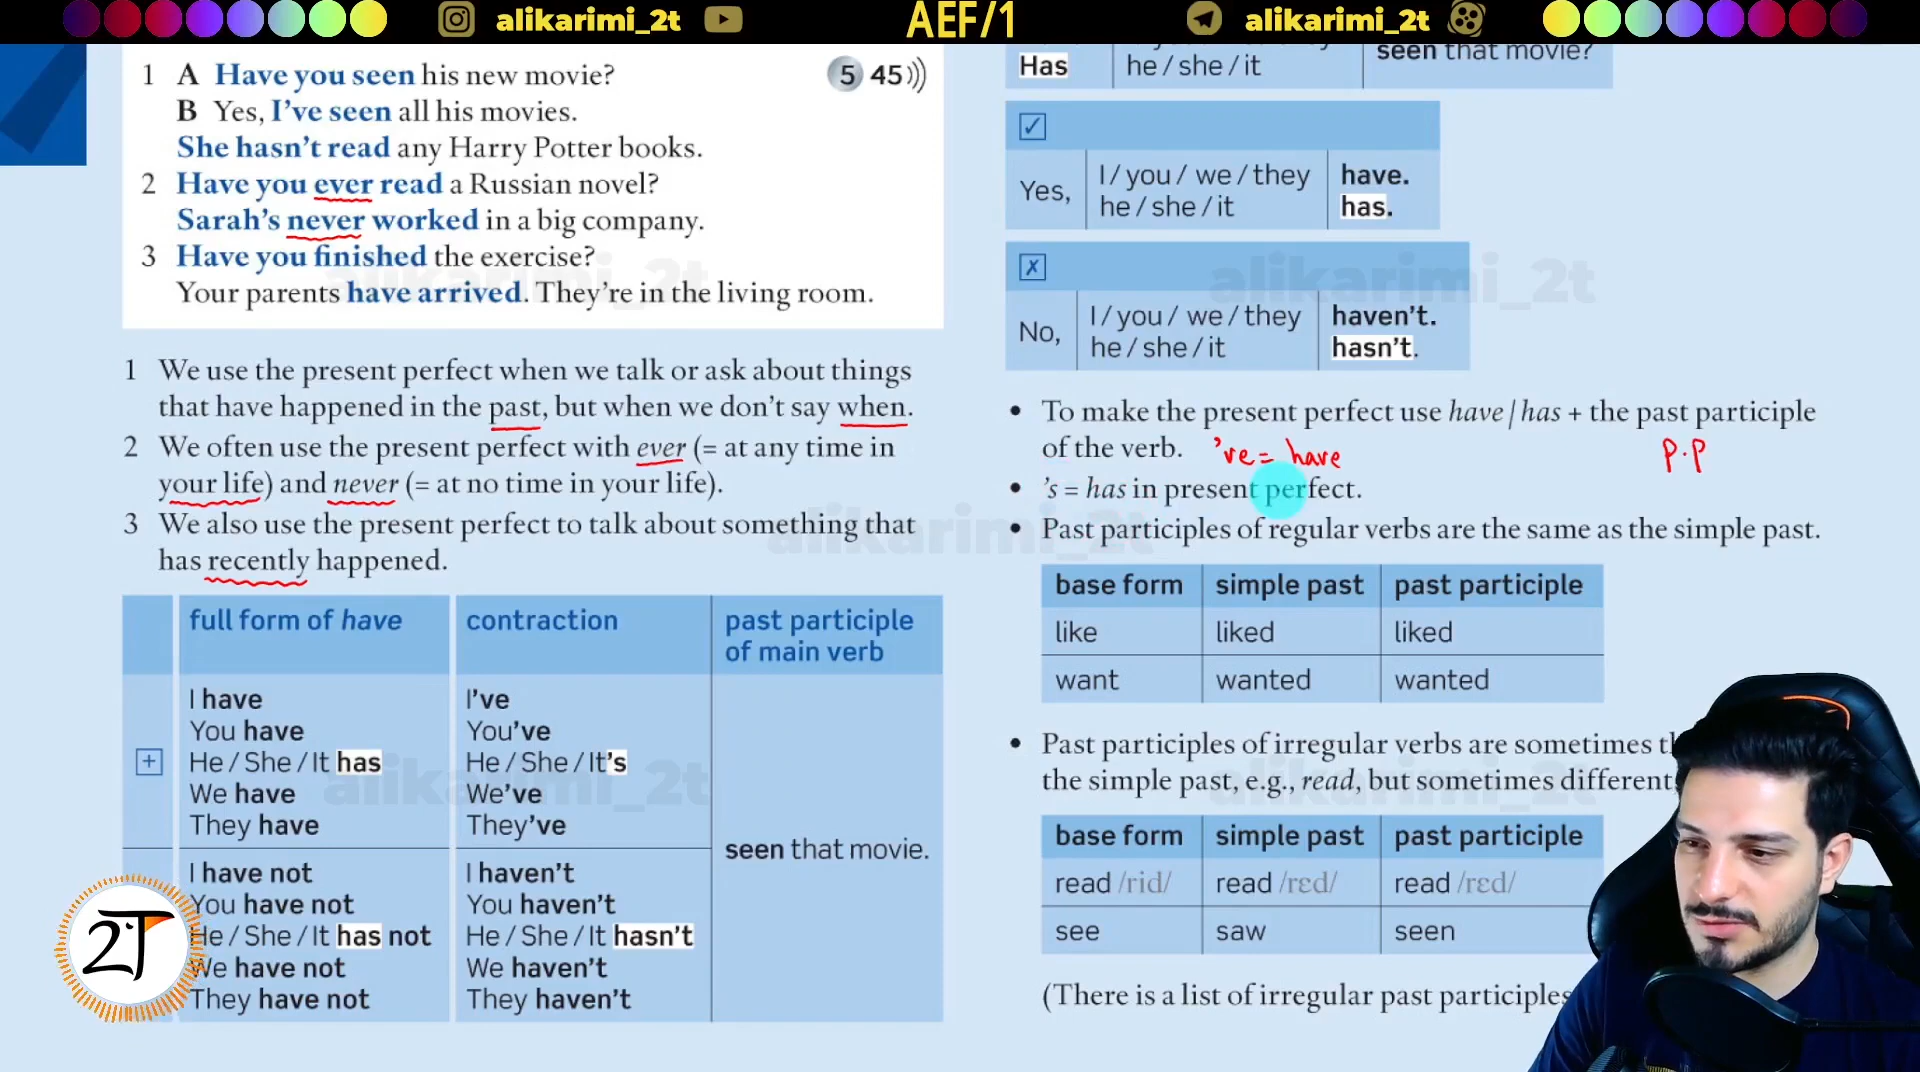 alikarimi_2t
AEF/1
alikarimi_2t
1 A Have you seen his new movie?
5 45
B Yes, I've seen all his movies.
She hasn't read any Harry Potter books.
2 Have you ever read a Russian novel?
Sarah's never worked in a big company.
3 Have you finished the exercise?
Your parents have arrived. They're in the living room.
1 We use the present perfect when we talk or ask about things
that have happened in the past, but when we don't say when.
2 We often use the present perfect with ever (= at any time in
your life) and never (= at no time in your life).
3 We also use the present perfect to talk about something that
has recently happened.
full form of have contraction past participle
of main verb
+
I have I've
You have You've
He / She / It has He / She / It's
We have We've
They have They've
seen that movie.
I have not I haven't
You have not You haven't
He / She / It has not He / She / It hasn't
We have not We haven't
They have not They haven't
2T
Has he / she / it seen that movie?
✓
Yes, I / you / we / they have.
he / she / it has.
✗
No, I / you / we / they haven't.
he / she / it hasn't.
• To make the present perfect use have / has + the past participle
of the verb. 've = have P.P
• 's = has in present perfect.
• Past participles of regular verbs are the same as the simple past.
base form simple past past participle
like liked liked
want wanted wanted
• Past participles of irregular verbs are sometimes
the simple past, e.g., read, but sometimes different
base form simple past past participle
read /rid/ read /rɛd/ read /rɛd/
see saw seen
(There is a list of irregular past participles
alikarimi_2t
alikarimi_2t
alikarimi_2t
alikarimi_2t
alikarimi_2t